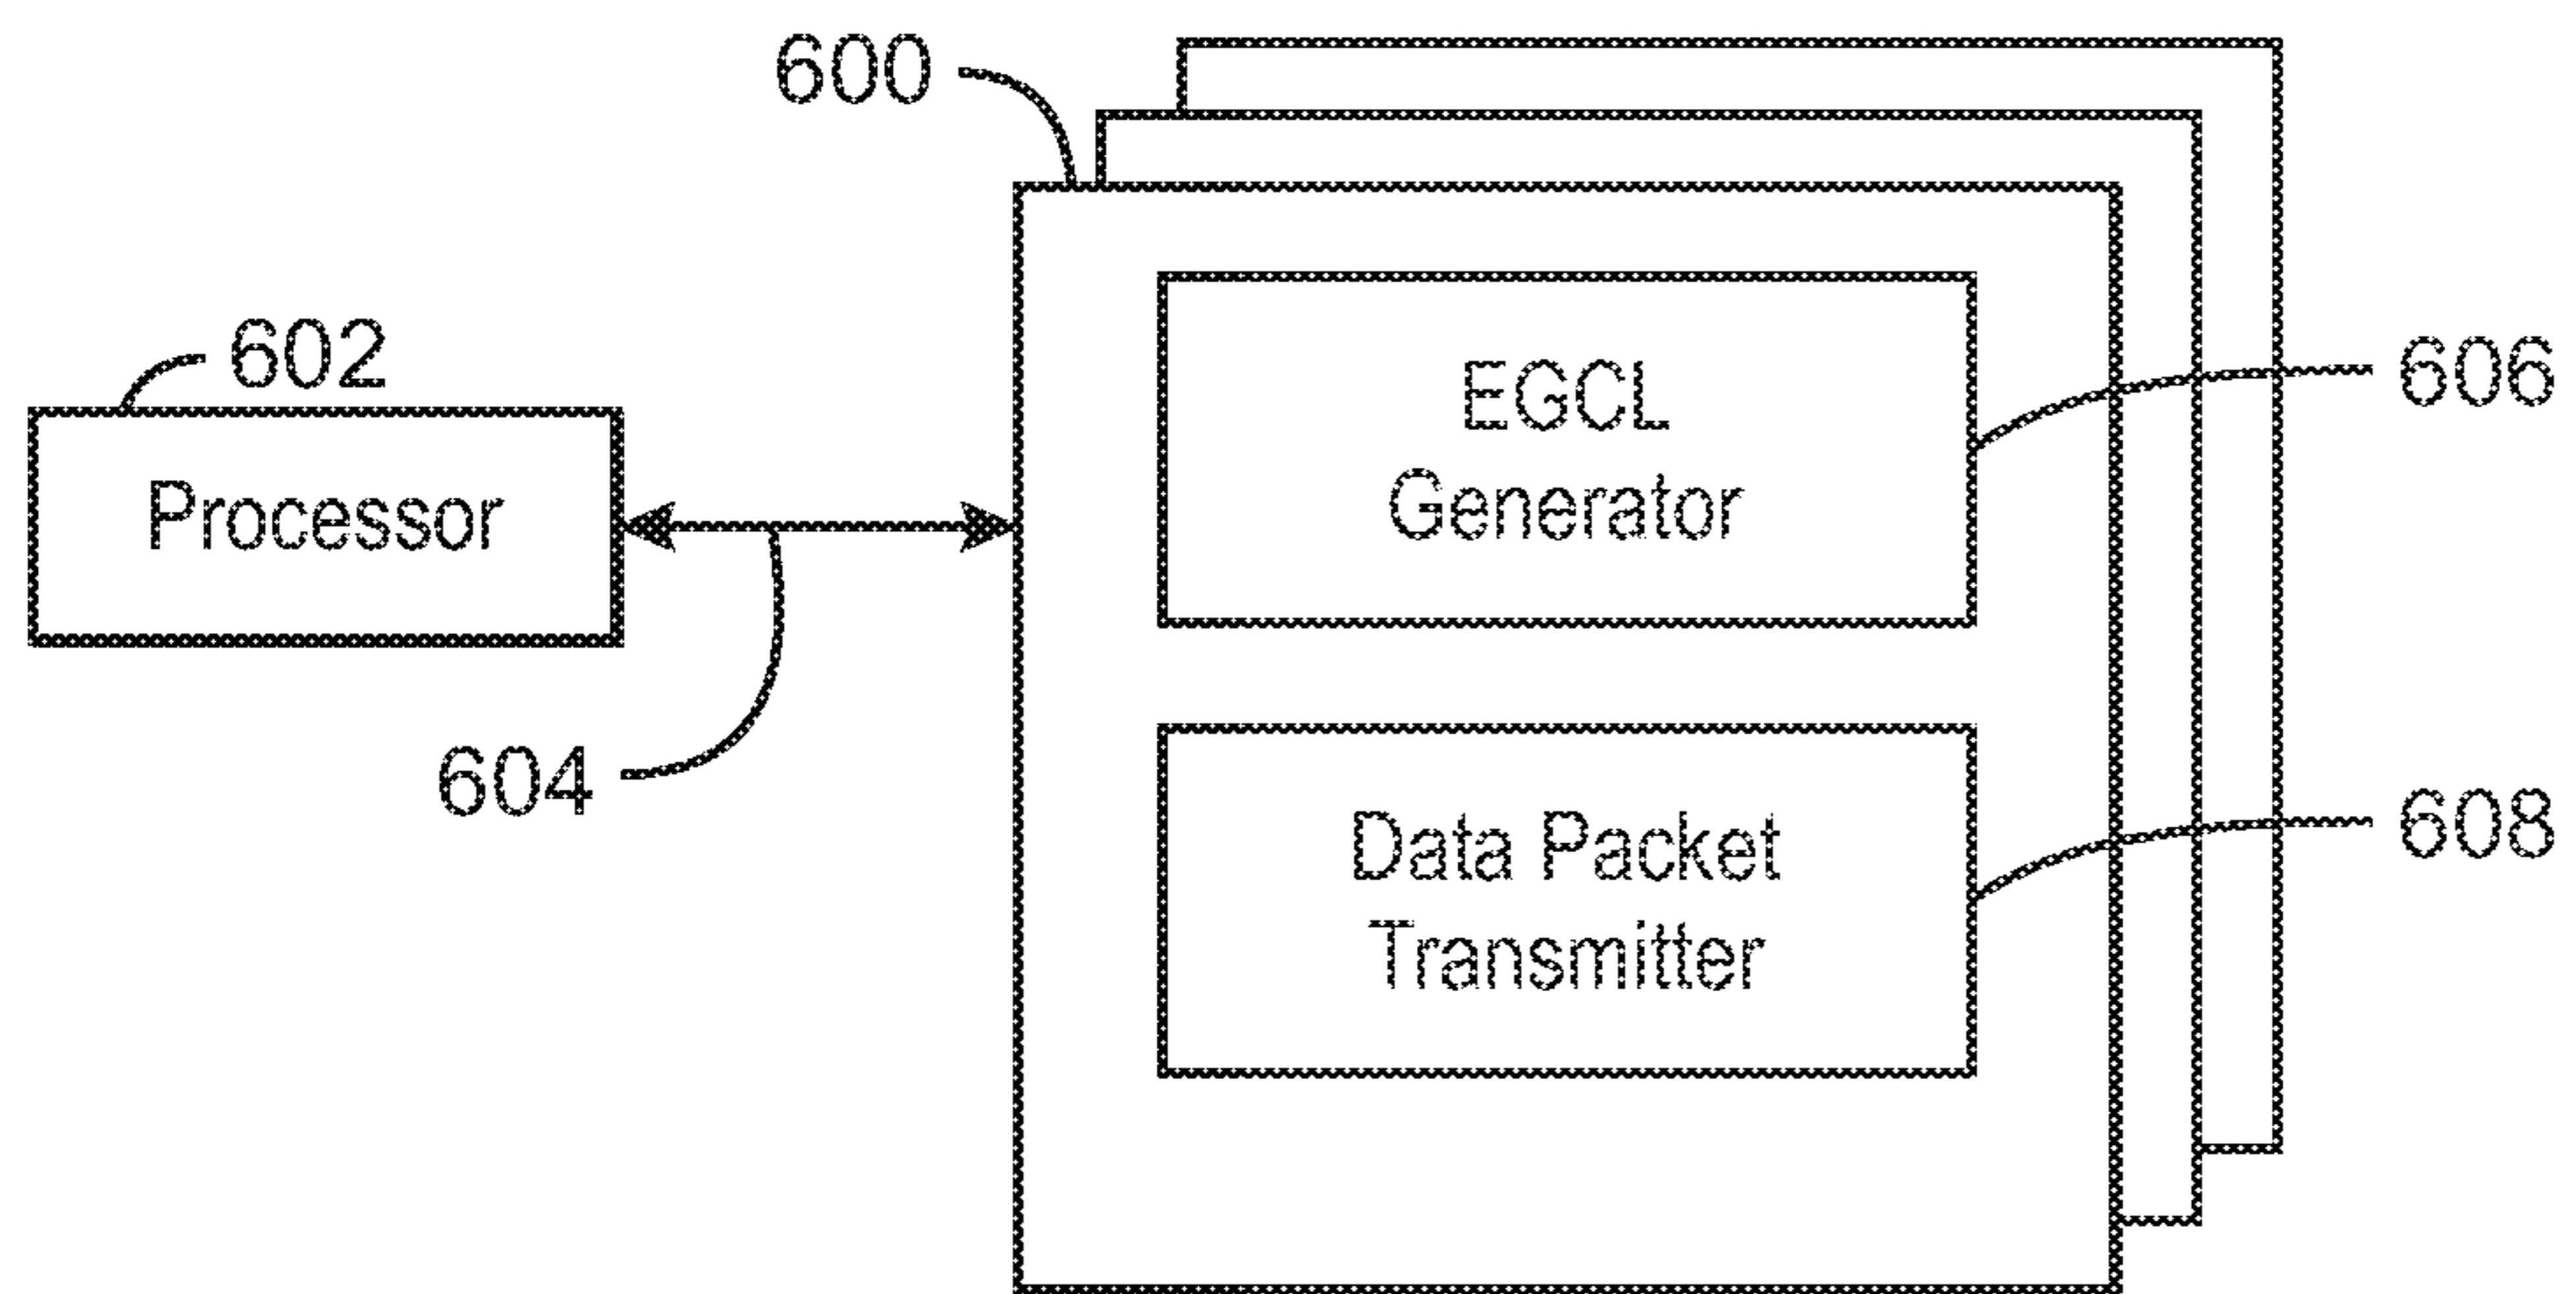 600
602
Processor
604
EGCL
Generator
606
Data Packet
Transmitter
608